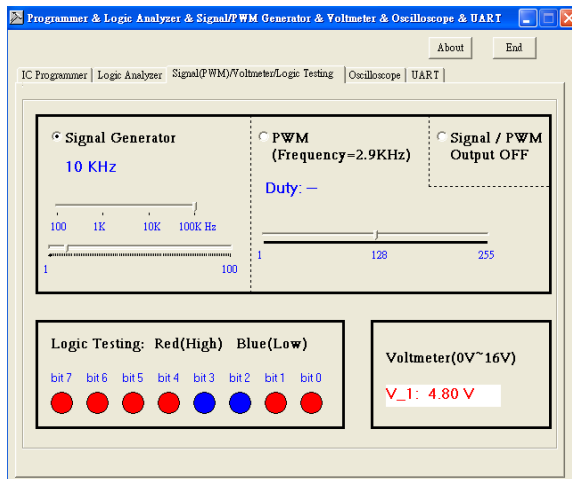 Programmer & Logic Analyzer & Signal/PWM Generator & Voltmeter & Oscilloscope & UART
About End
IC Programmer Logic Analyzer Signal(PWM)/Voltmeter/Logic Testing Oscilloscope UART
Signal Generator
10 KHz
100 1K 10K 100K Hz
1 100
PWM
(Frequency=2.9KHz)
Duty: —
1 128 255
Signal / PWM
Output OFF
Logic Testing: Red(High) Blue(Low)
bit 7 bit 6 bit 5 bit 4 bit 3 bit 2 bit 1 bit 0
Voltmeter(0V~16V)
V_1: 4.80 V